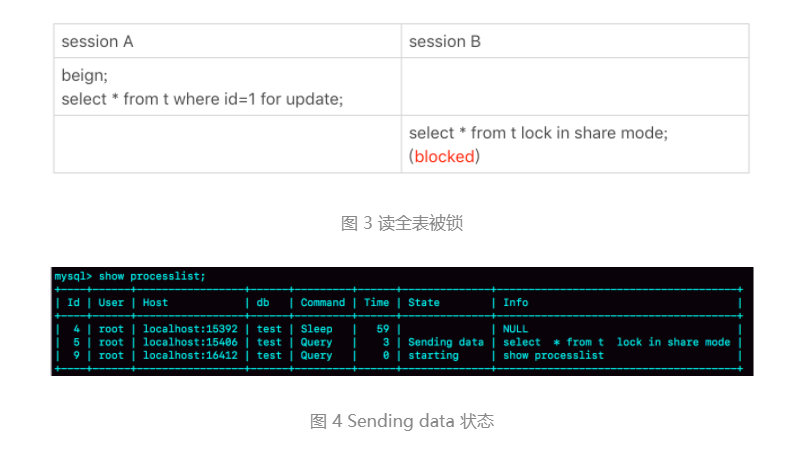 session A session B
beign;
select * from t where id=1 for update;
select * from t lock in share mode;
(blocked)
图 3 读全表被锁
mysql> show processlist;
+----+------+-----------------+------+---------+------+--------------+----------------------------------------+
| Id | User | Host | db | Command | Time | State | Info |
+----+------+-----------------+------+---------+------+--------------+----------------------------------------+
| 4 | root | localhost:15392 | test | Sleep | 59 | | NULL |
| 5 | root | localhost:15406 | test | Query | 3 | Sending data | select * from t lock in share mode |
| 9 | root | localhost:16412 | test | Query | 0 | starting | show processlist |
+----+------+-----------------+------+---------+------+--------------+----------------------------------------+
图 4 Sending data 状态